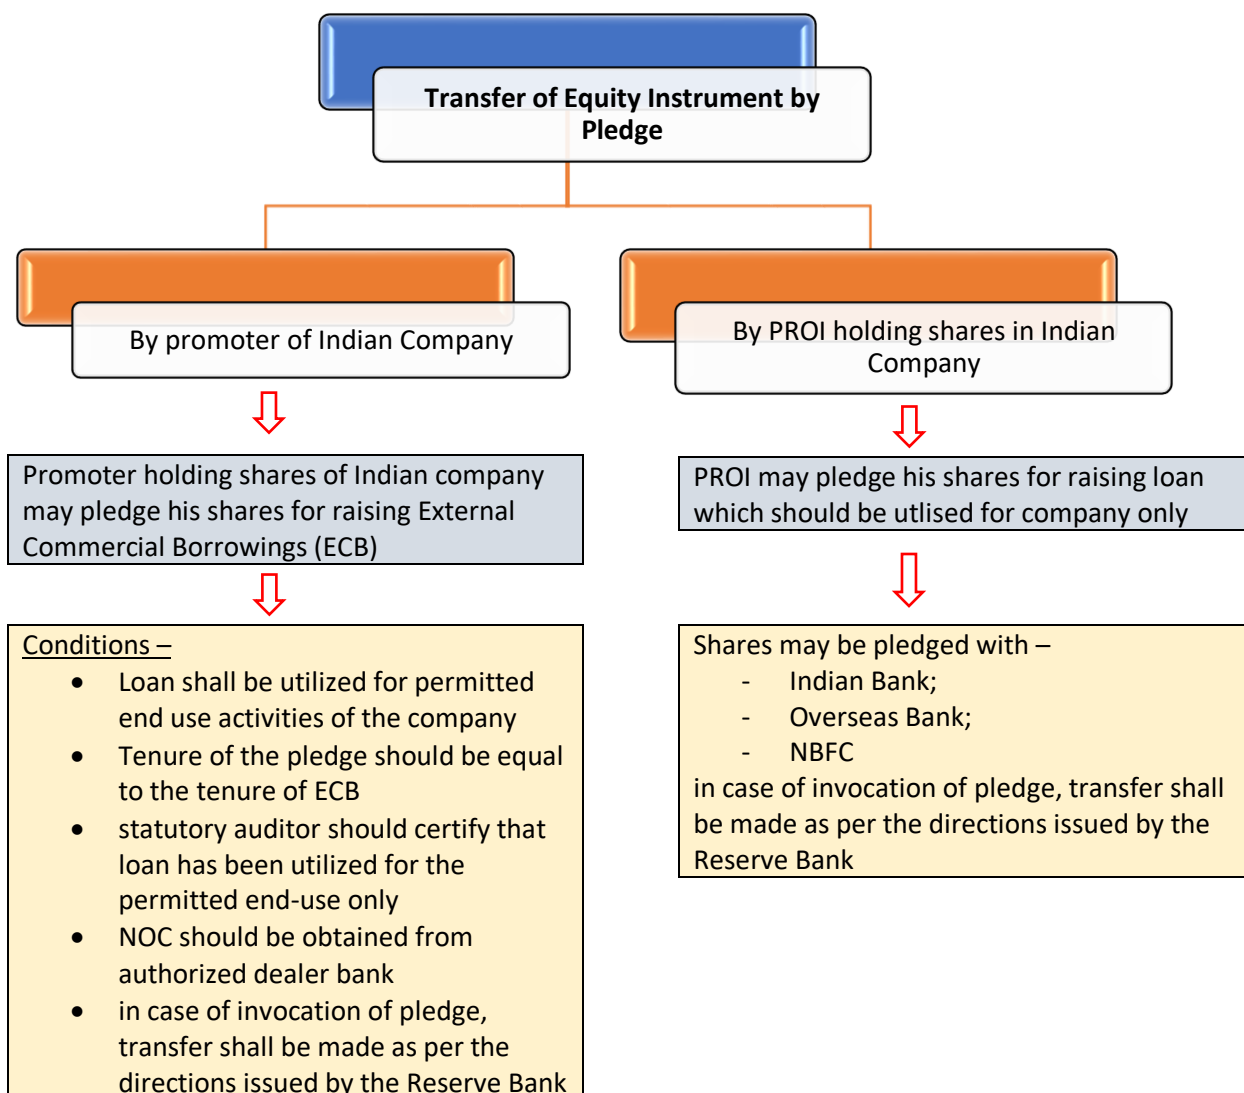 Transfer of Equity Instrument by
Pledge
By promoter of Indian Company
By PROI holding shares in Indian
Company
Promoter holding shares of Indian company
may pledge his shares for raising External
Commercial Borrowings (ECB)
PROI may pledge his shares for raising loan
which should be utlised for company only
Conditions –
• Loan shall be utilized for permitted
end use activities of the company
• Tenure of the pledge should be equal
to the tenure of ECB
• statutory auditor should certify that
loan has been utilized for the
permitted end-use only
• NOC should be obtained from
authorized dealer bank
• in case of invocation of pledge,
transfer shall be made as per the
directions issued by the Reserve Bank
Shares may be pledged with –
- Indian Bank;
- Overseas Bank;
- NBFC
in case of invocation of pledge, transfer shall
be made as per the directions issued by the
Reserve Bank